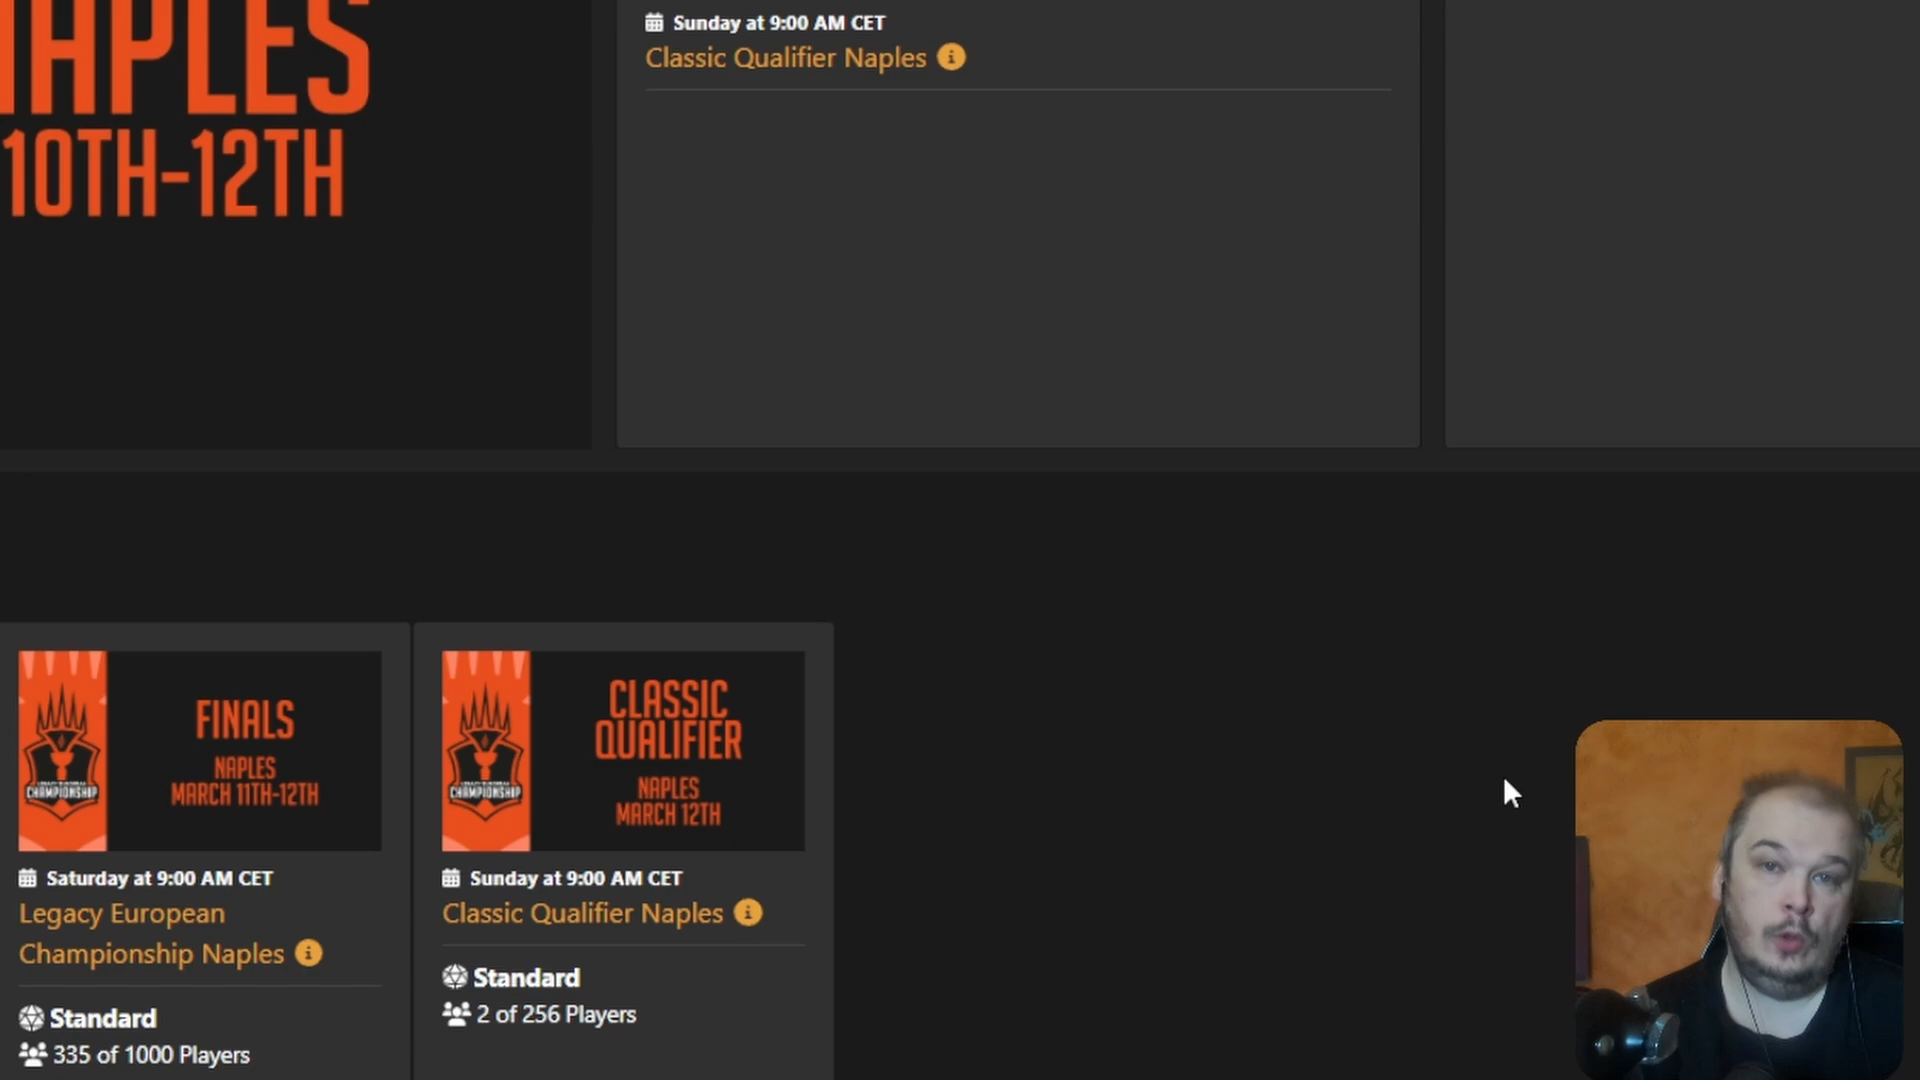 NAPLES
10TH-12TH
Sunday at 9:00 AM CET
Classic Qualifier Naples
FINALS
NAPLES
MARCH 11TH-12TH
CHAMPIONSHIP
Saturday at 9:00 AM CET
Legacy European
Championship Naples
Standard
335 of 1000 Players
CLASSIC
QUALIFIER
NAPLES
MARCH 12TH
CHAMPIONSHIP
Sunday at 9:00 AM CET
Classic Qualifier Naples
Standard
2 of 256 Players